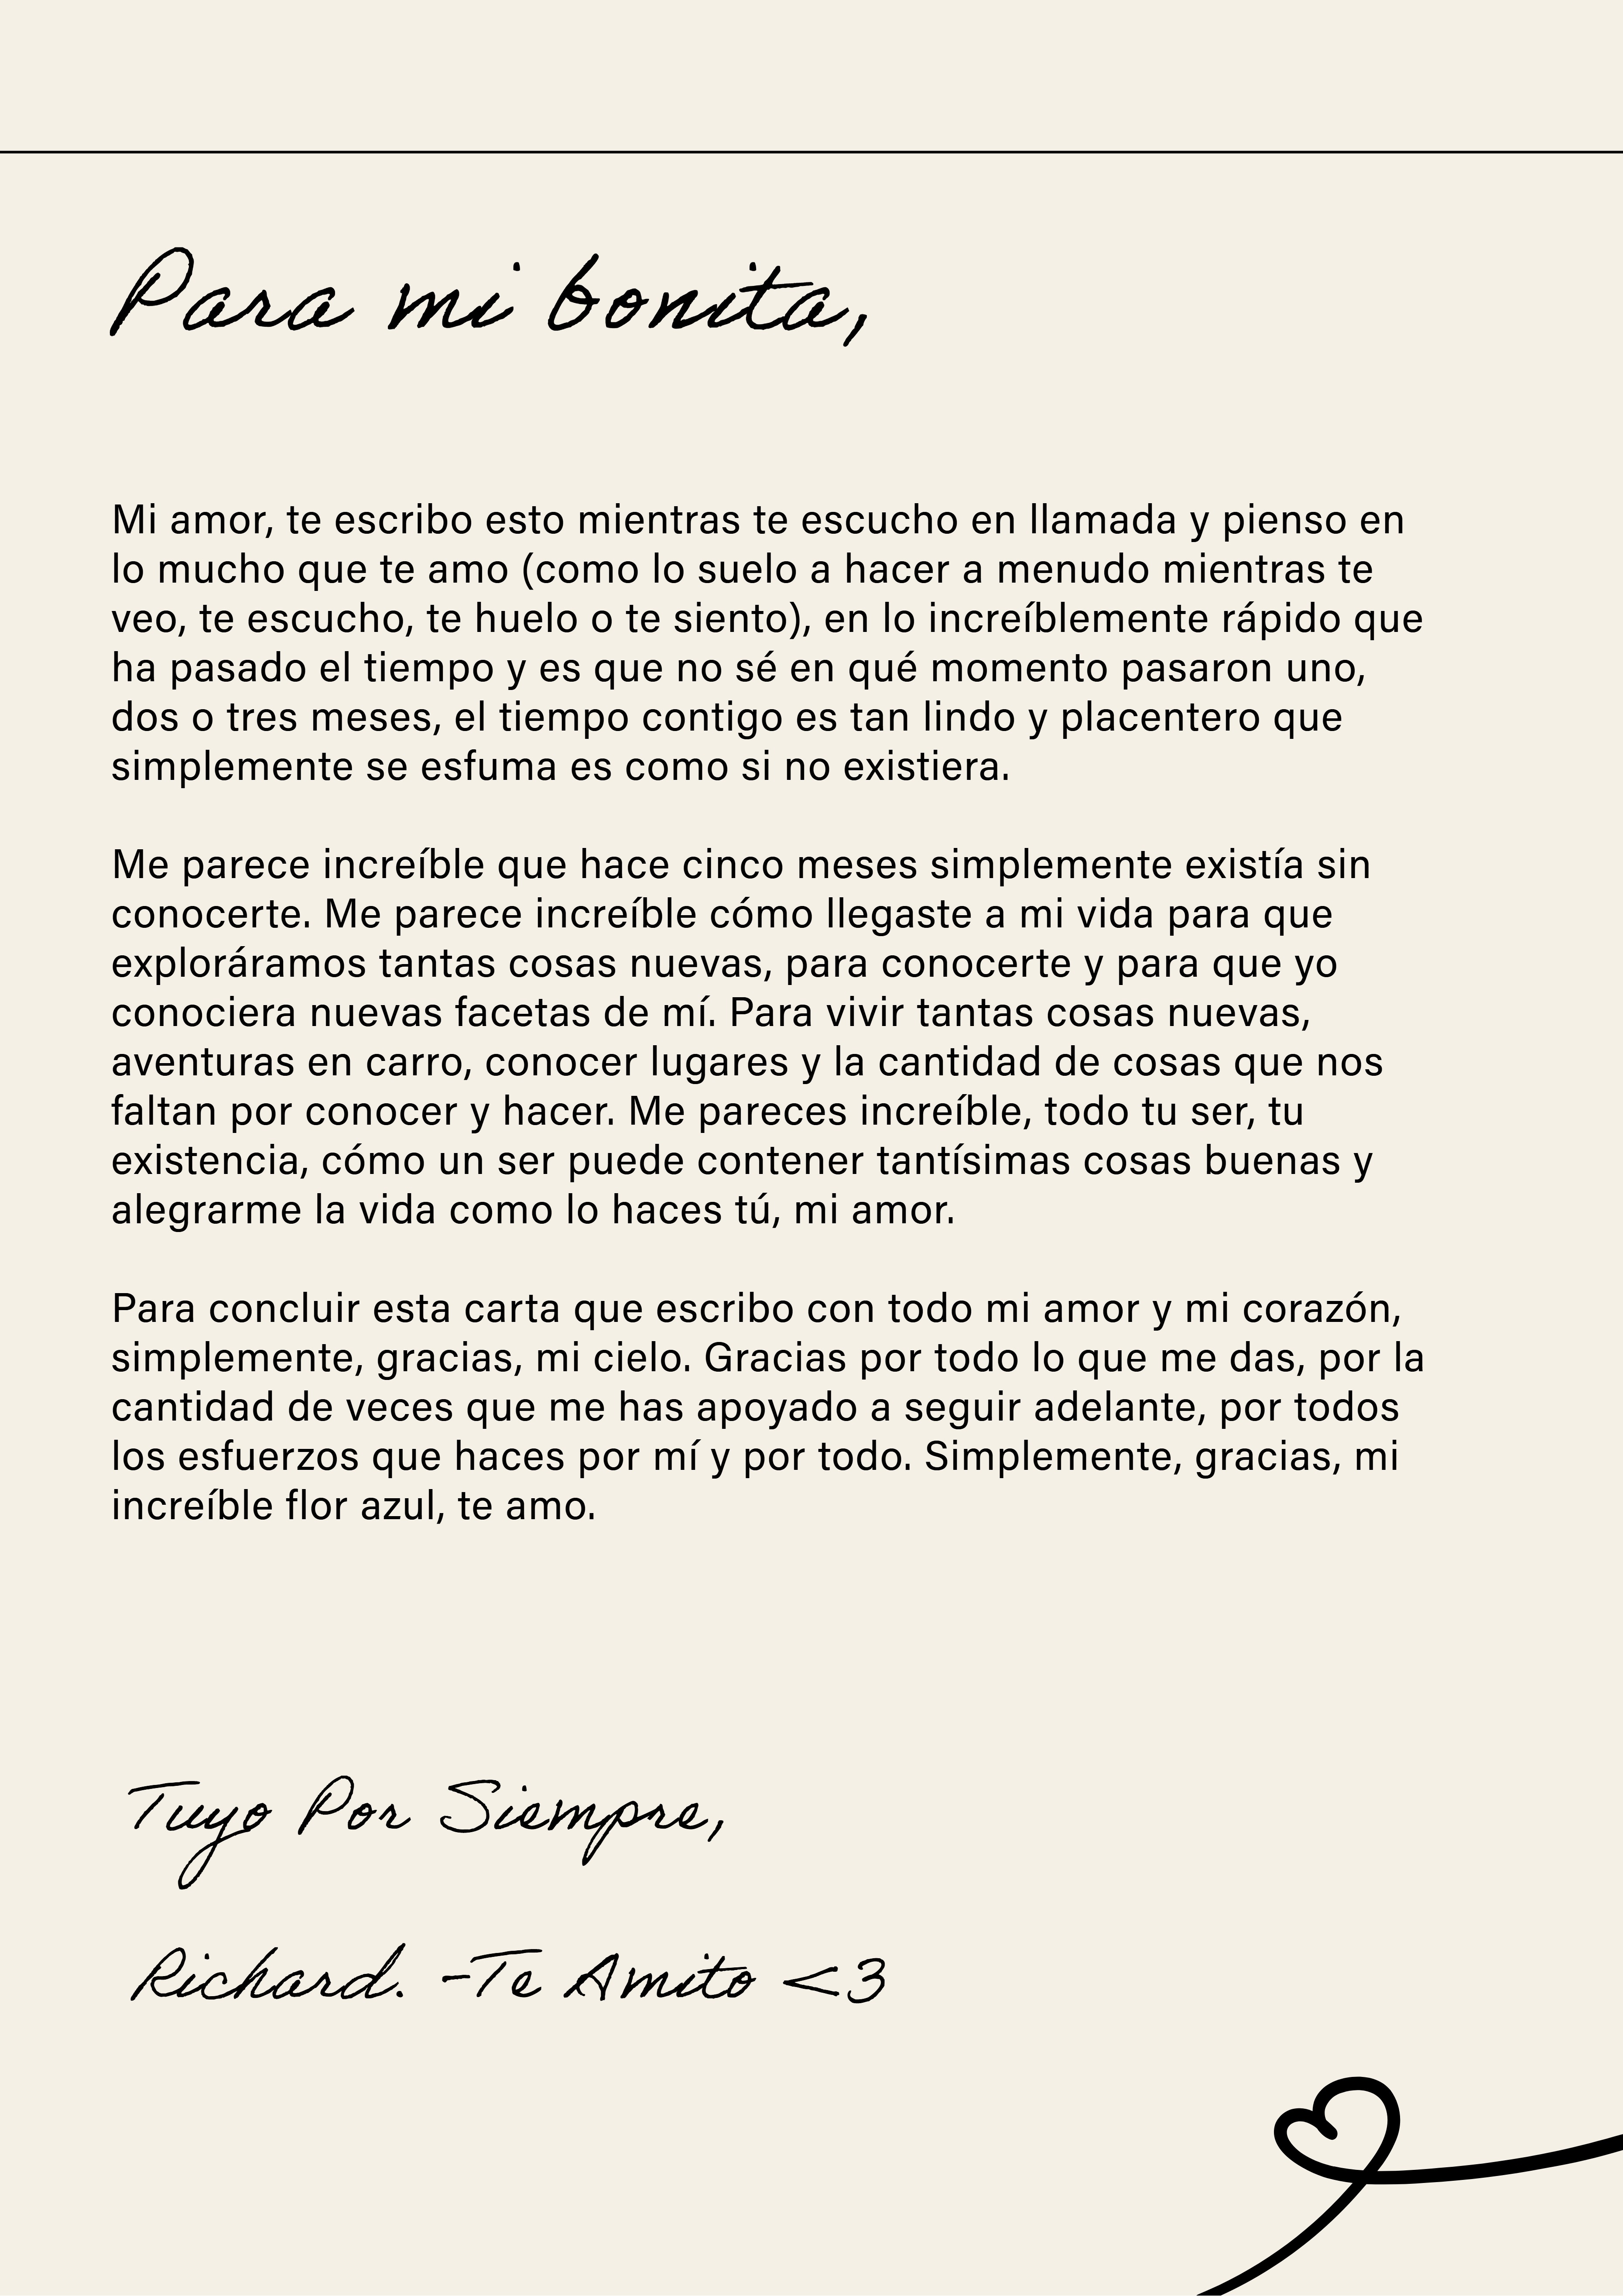 Para mi bonita,
Mi amor, te escribo esto mientras te escucho en llamada y pienso en
lo mucho que te amo (como lo suelo a hacer a menudo mientras te
veo, te escucho, te huelo o te siento), en lo increíblemente rápido que
ha pasado el tiempo y es que no sé en qué momento pasaron uno,
dos o tres meses, el tiempo contigo es tan lindo y placentero que
simplemente se esfuma es como si no existiera.
Me parece increíble que hace cinco meses simplemente existía sin
conocerte. Me parece increíble cómo llegaste a mi vida para que
exploráramos tantas cosas nuevas, para conocerte y para que yo
conociera nuevas facetas de mí. Para vivir tantas cosas nuevas,
aventuras en carro, conocer lugares y la cantidad de cosas que nos
faltan por conocer y hacer. Me pareces increíble, todo tu ser, tu
existencia, cómo un ser puede contener tantísimas cosas buenas y
alegrarme la vida como lo haces tú, mi amor.
Para concluir esta carta que escribo con todo mi amor y mi corazón,
simplemente, gracias, mi cielo. Gracias por todo lo que me das, por la
cantidad de veces que me has apoyado a seguir adelante, por todos
los esfuerzos que haces por mí y por todo. Simplemente, gracias, mi
increíble flor azul, te amo.
Tuyo Por Siempre,
Richard. -Te Amito <3